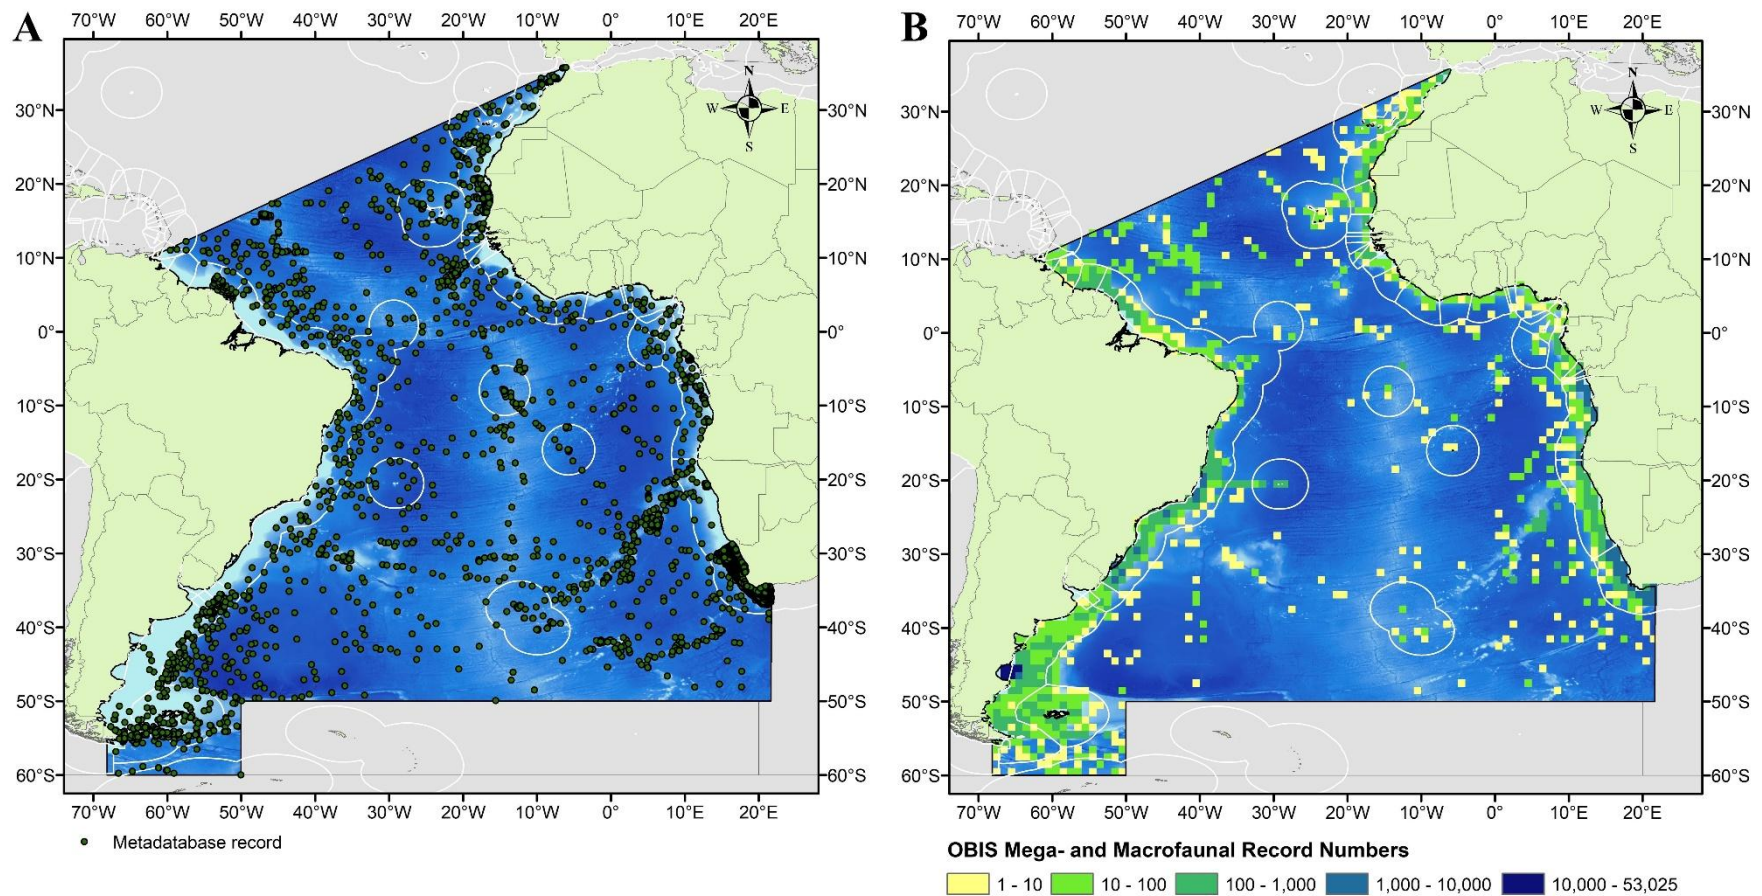 A
70°W 60°W 50°W 40°W 30°W 20°W 10°W 0° 10°E 20°E
30°N 30°N
20°N 20°N
10°N 10°N
0° 0°
10°S 10°S
20°S 20°S
30°S 30°S
40°S 40°S
50°S 50°S
60°S 60°S
N
W E
S
70°W 60°W 50°W 40°W 30°W 20°W 10°W 0° 10°E 20°E
Metadatabase record
B
70°W 60°W 50°W 40°W 30°W 20°W 10°W 0° 10°E 20°E
30°N 30°N
20°N 20°N
10°N 10°N
0° 0°
10°S 10°S
20°S 20°S
30°S 30°S
40°S 40°S
50°S 50°S
60°S 60°S
N
W E
S
70°W 60°W 50°W 40°W 30°W 20°W 10°W 0° 10°E 20°E
OBIS Mega- and Macrofaunal Record Numbers
1 - 10 10 - 100 100 - 1,000 1,000 - 10,000 10,000 - 53,025